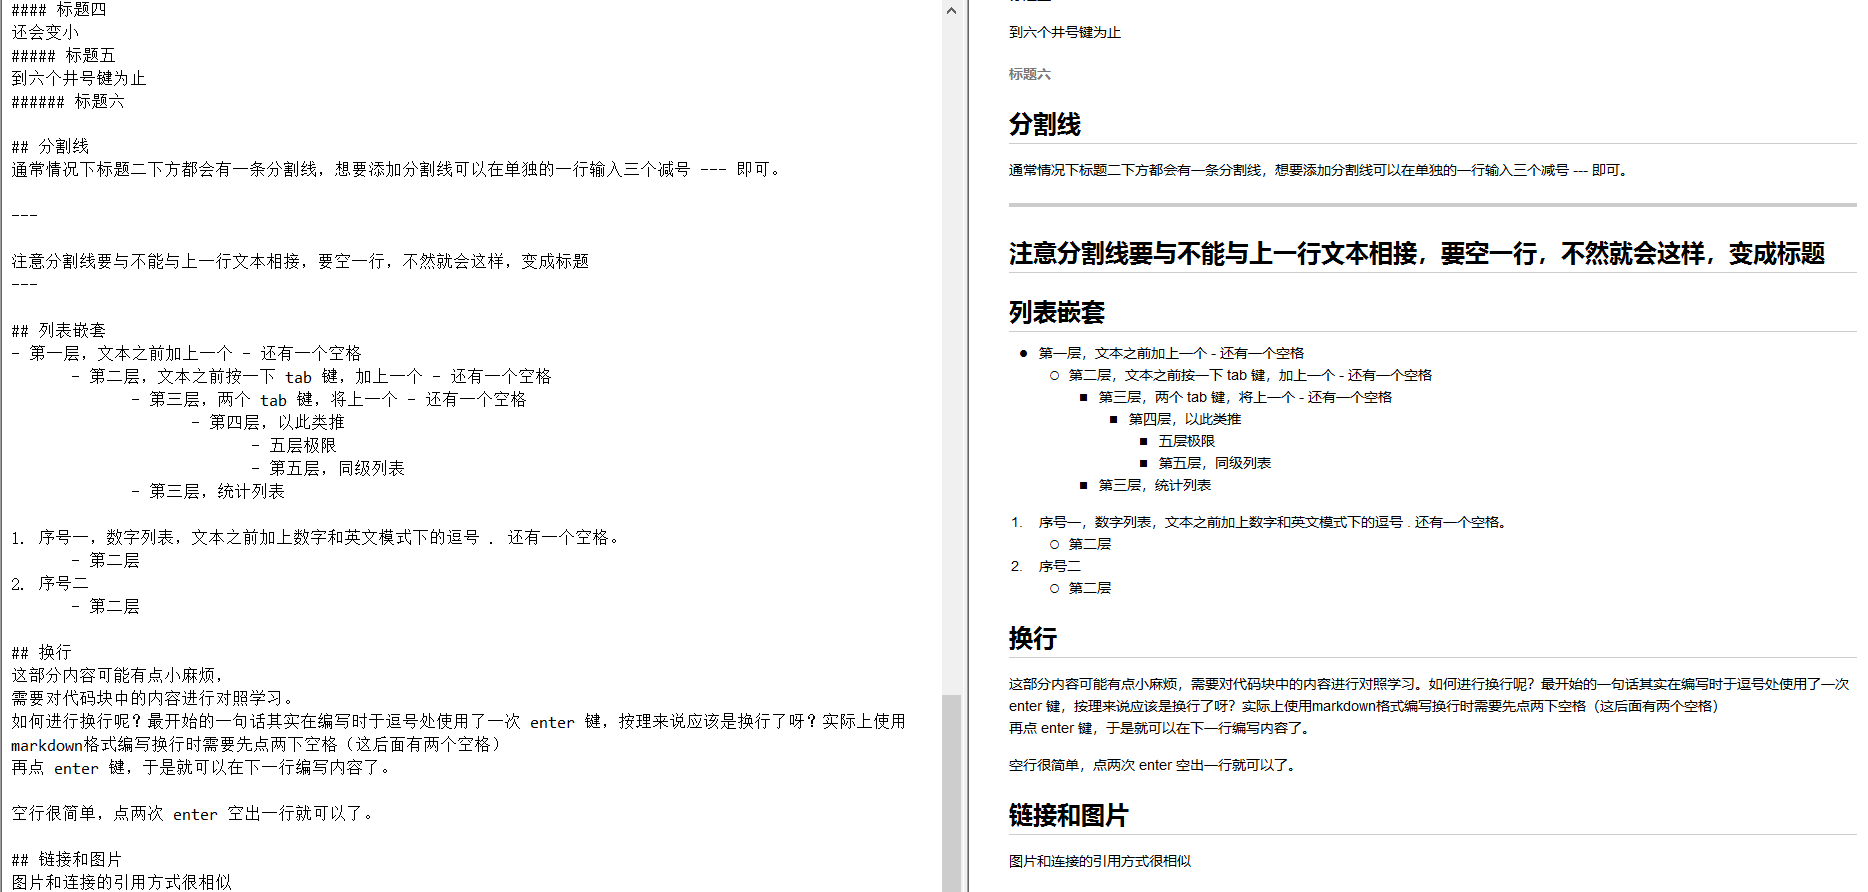 #### 标题四
还会变小
##### 标题五
到六个井号键为止
###### 标题六
## 分割线
通常情况下标题二下方都会有一条分割线，想要添加分割线可以在单独的一行输入三个减号 --- 即可。
---
注意分割线要与不能与上一行文本相接，要空一行，不然就会这样，变成标题
---
## 列表嵌套
- 第一层，文本之前加上一个 - 还有一个空格
- 第二层，文本之前按一下 tab 键，加上一个 - 还有一个空格
- 第三层，两个 tab 键，将上一个 - 还有一个空格
- 第四层，以此类推
- 五层极限
- 第五层，同级列表
- 第三层，统计列表
1. 序号一，数字列表，文本之前加上数字和英文模式下的逗号 . 还有一个空格。
- 第二层
2. 序号二
- 第二层
## 换行
这部分内容可能有点小麻烦，
需要对代码块中的内容进行对照学习。
如何进行换行呢？最开始的一句话其实在编写时于逗号处使用了一次 enter 键，按理来说应该是换行了呀？实际上使用
markdown格式编写换行时需要先点两下空格（这后面有两个空格）
再点 enter 键，于是就可以在下一行编写内容了。
空行很简单，点两次 enter 空出一行就可以了。
## 链接和图片
图片和连接的引用方式很相似
到六个井号键为止
标题六
分割线
通常情况下标题二下方都会有一条分割线，想要添加分割线可以在单独的一行输入三个减号 --- 即可。
注意分割线要与不能与上一行文本相接，要空一行，不然就会这样，变成标题
列表嵌套
● 第一层，文本之前加上一个 - 还有一个空格
○ 第二层，文本之前按一下 tab 键，加上一个 - 还有一个空格
■ 第三层，两个 tab 键，将上一个 - 还有一个空格
■ 第四层，以此类推
■ 五层极限
■ 第五层，同级列表
■ 第三层，统计列表
1. 序号一，数字列表，文本之前加上数字和英文模式下的逗号 . 还有一个空格。
○ 第二层
2. 序号二
○ 第二层
换行
这部分内容可能有点小麻烦，需要对代码块中的内容进行对照学习。如何进行换行呢？最开始的一句话其实在编写时于逗号处使用了一次
enter 键，按理来说应该是换行了呀？实际上使用markdown格式编写换行时需要先点两下空格（这后面有两个空格）
再点 enter 键，于是就可以在下一行编写内容了。
空行很简单，点两次 enter 空出一行就可以了。
链接和图片
图片和连接的引用方式很相似